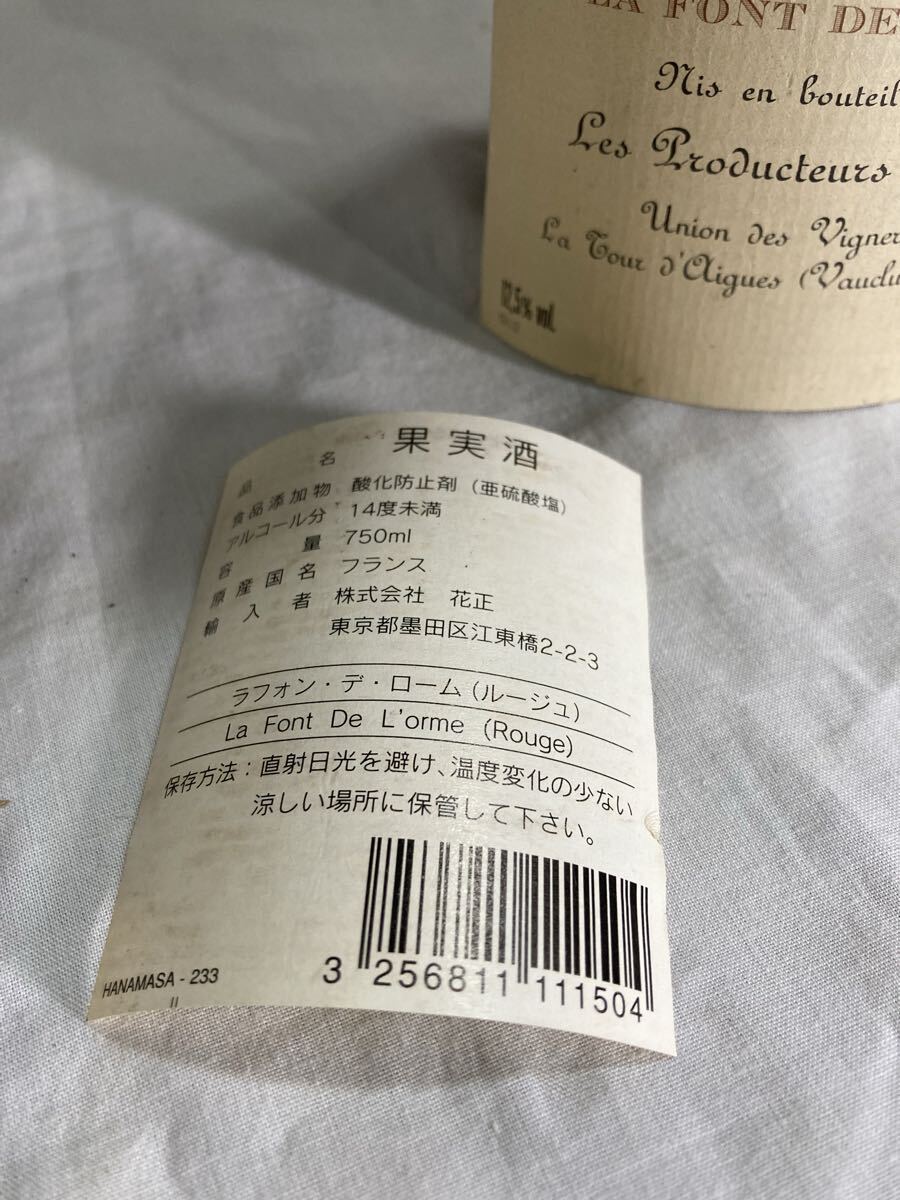 LA FONT DE
Mis en bouteil
Les Producteurs
Union des Vigner
La Tour d'Aigues (Vauclu
12,5% vol.
品名 果実酒
食品添加物 酸化防止剤（亜硫酸塩）
アルコール分 14度未満
容量 750ml
原産国名 フランス
輸入者 株式会社 花正
東京都墨田区江東橋2-2-3
ラフォン・デ・ローム（ルージュ）
La Font De L'orme (Rouge)
保存方法：直射日光を避け、温度変化の少ない
涼しい場所に保管して下さい。
3 256811 111504
HANAMASA - 233